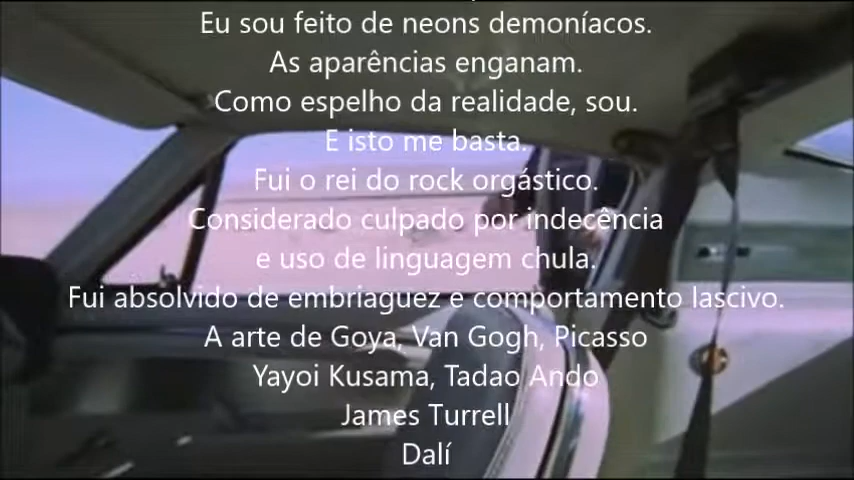 Eu sou feito de neons demoníacos.
As aparências enganam.
Como espelho da realidade, sou.
E isto me basta.
Fui o rei do rock orgástico.
Considerado culpado por indecência
e uso de linguagem chula.
Fui absolvido de embriaguez e comportamento lascivo.
A arte de Goya, Van Gogh, Picasso
Yayoi Kusama, Tadao Ando
James Turrell
Dalí